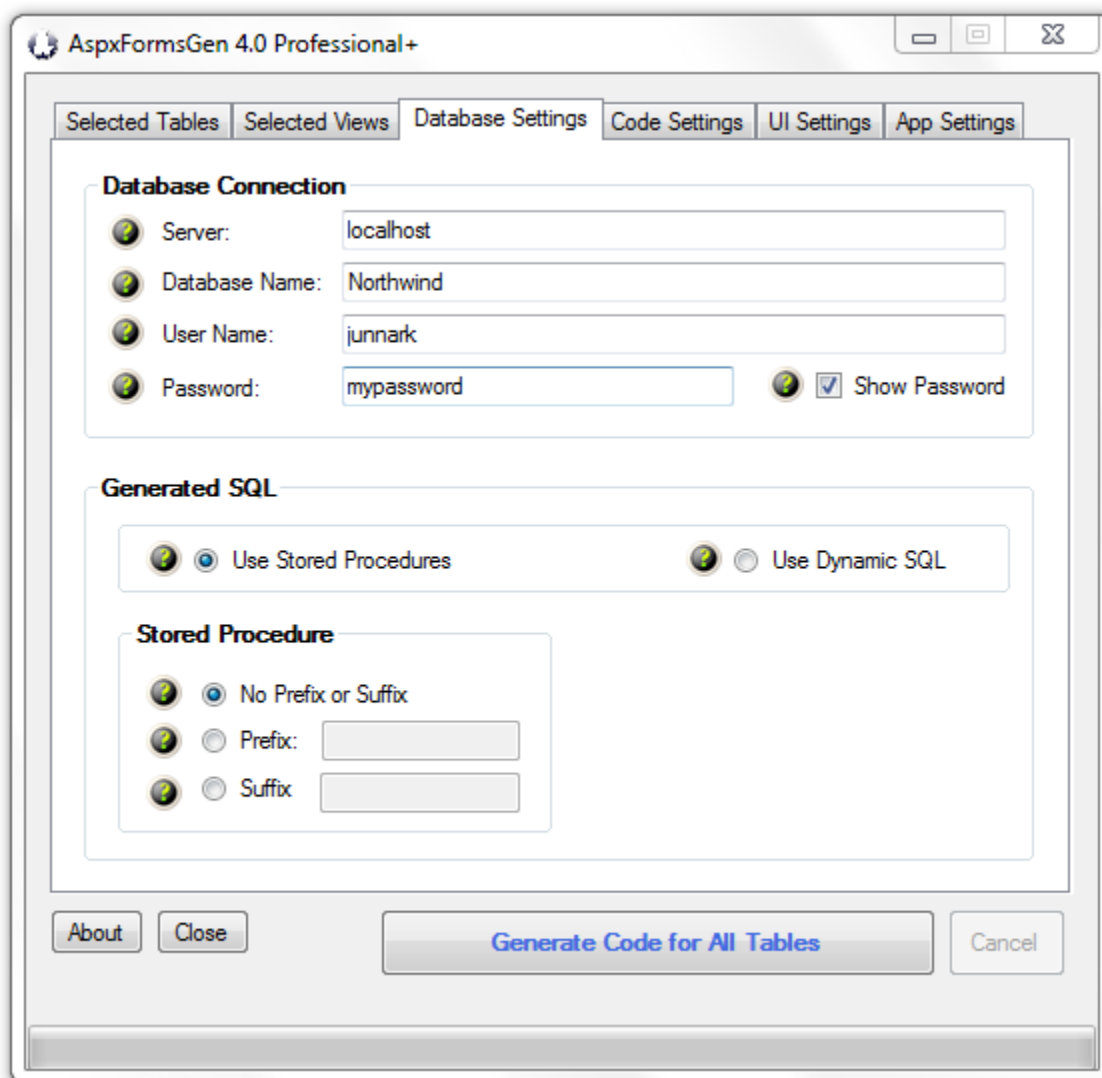 AspxFormsGen 4.0 Professional+
Selected Tables Selected Views Database Settings Code Settings UI Settings App Settings
Database Connection
Server: localhost
Database Name: Northwind
User Name: junnark
Password: mypassword Show Password
Generated SQL
Use Stored Procedures Use Dynamic SQL
Stored Procedure
No Prefix or Suffix
Prefix:
Suffix
About Close Generate Code for All Tables Cancel